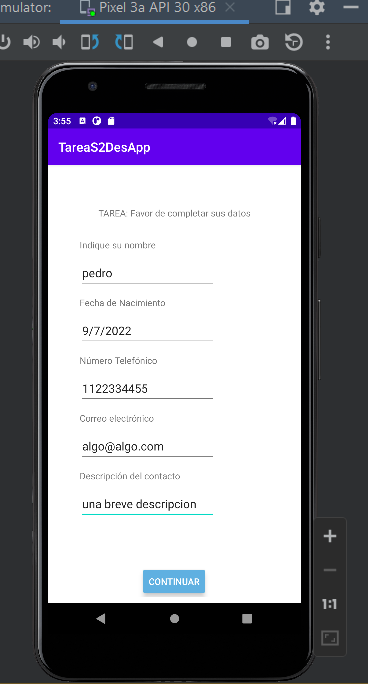 mulator: Pixel 3a API 30 x86
3:55
TareaS2DesApp
TAREA: Favor de completar sus datos
Indique su nombre
pedro
Fecha de Nacimiento
9/7/2022
Número Telefónico
1122334455
Correo electrónico
algo@algo.com
Descripción del contacto
una breve descripcion
CONTINUAR
1:1